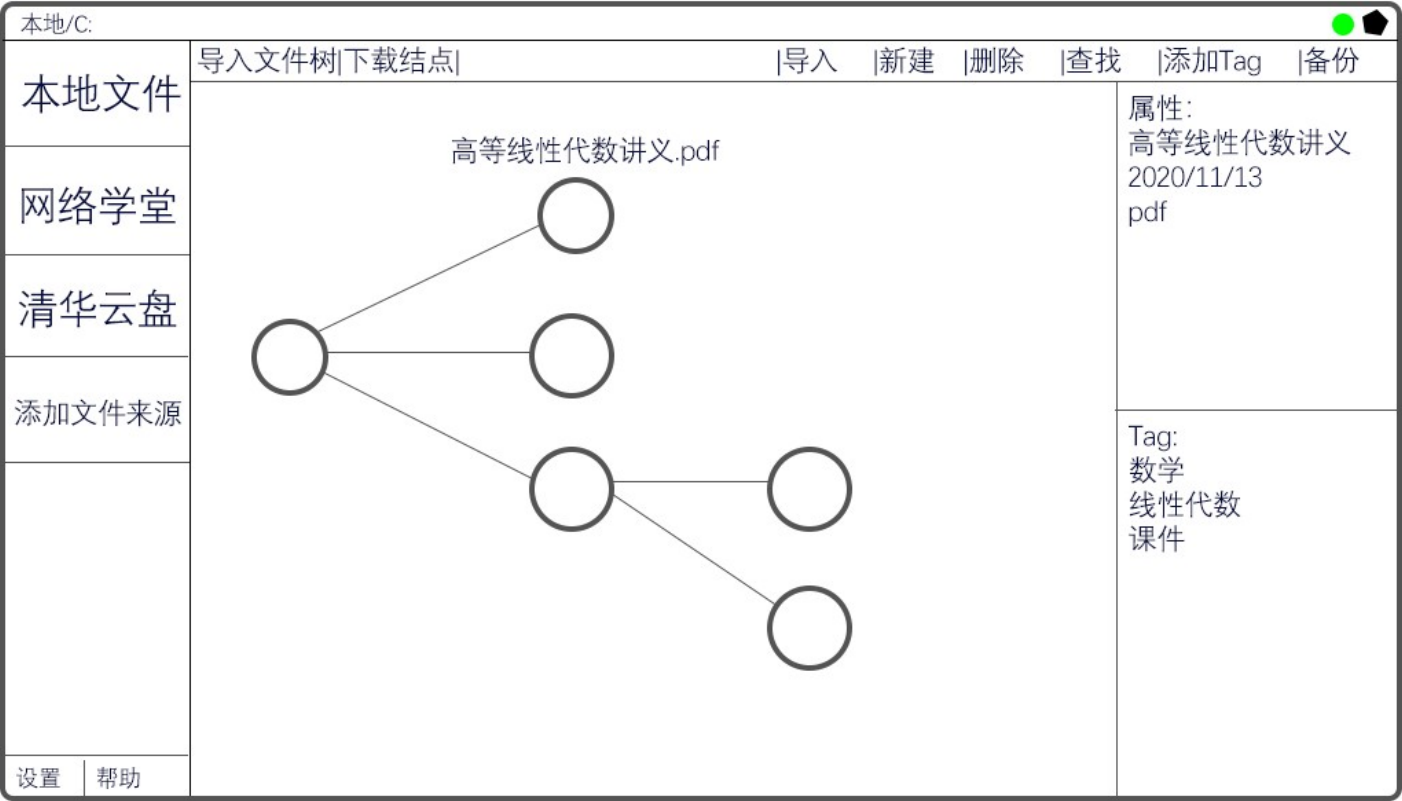 本地/C:
导入文件树|下载结点| |导入 |新建 |删除 |查找 |添加Tag |备份
本地文件
网络学堂
清华云盘
添加文件来源
设置 帮助
高等线性代数讲义.pdf
属性:
高等线性代数讲义
2020/11/13
pdf
Tag:
数学
线性代数
课件